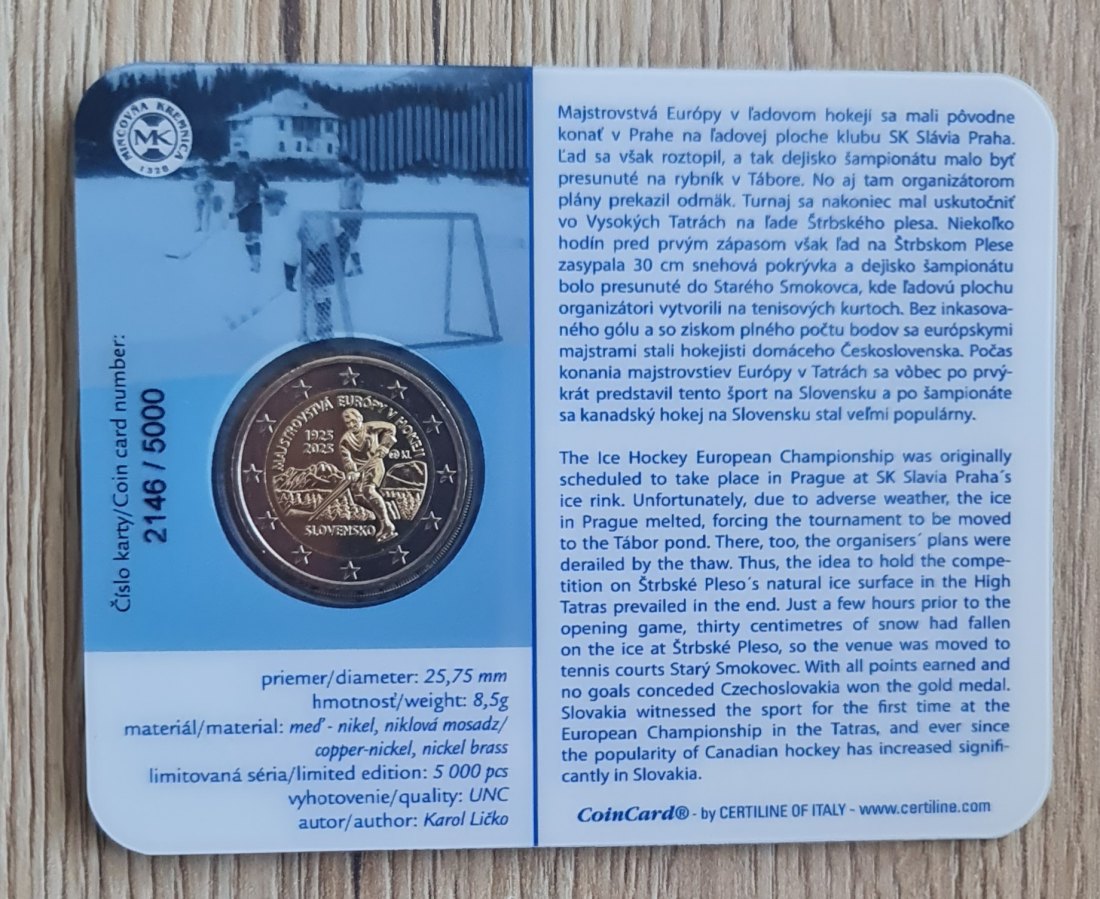 MINCOVŇA KREMNICA
MK
1328
Číslo karty/Coin card number:
2146 / 5000
MAJSTROVSTVÁ EURÓPY V HOKEJI
1925
2025
KL
SLOVENSKO
priemer/diameter: 25,75 mm
hmotnosť/weight: 8,5g
materiál/material: meď - nikel, niklová mosadz/
copper-nickel, nickel brass
limitovaná séria/limited edition: 5 000 pcs
vyhotovenie/quality: UNC
autor/author: Karol Ličko
Majstrovstvá Európy v ľadovom hokeji sa mali pôvodne
konať v Prahe na ľadovej ploche klubu SK Slávia Praha.
Ľad sa však roztopil, a tak dejisko šampionátu malo byť
presunuté na rybník v Tábore. No aj tam organizátorom
plány prekazil odmäk. Turnaj sa nakoniec mal uskutočniť
vo Vysokých Tatrách na ľade Štrbského plesa. Niekoľko
hodín pred prvým zápasom však ľad na Štrbskom Plese
zasypala 30 cm snehová pokrývka a dejisko šampionátu
bolo presunuté do Starého Smokovca, kde ľadovú plochu
organizátori vytvorili na tenisových kurtoch. Bez inkasova-
ného gólu a so ziskom plného počtu bodov sa európskymi
majstrami stali hokejisti domáceho Československa. Počas
konania majstrovstiev Európy v Tatrách sa vôbec po prvý-
krát predstavil tento šport na Slovensku a po šampionáte
sa kanadský hokej na Slovensku stal veľmi populárny.
The Ice Hockey European Championship was originally
scheduled to take place in Prague at SK Slavia Praha´s
ice rink. Unfortunately, due to adverse weather, the ice
in Prague melted, forcing the tournament to be moved
to the Tábor pond. There, too, the organisers´ plans were
derailed by the thaw. Thus, the idea to hold the compe-
tition on Štrbské Pleso´s natural ice surface in the High
Tatras prevailed in the end. Just a few hours prior to the
opening game, thirty centimetres of snow had fallen
on the ice at Štrbské Pleso, so the venue was moved to
tennis courts Starý Smokovec. With all points earned and
no goals conceded Czechoslovakia won the gold medal.
Slovakia witnessed the sport for the first time at the
European Championship in the Tatras, and ever since
the popularity of Canadian hockey has increased signifi-
cantly in Slovakia.
CoinCard® - by CERTILINE OF ITALY - www.certiline.com